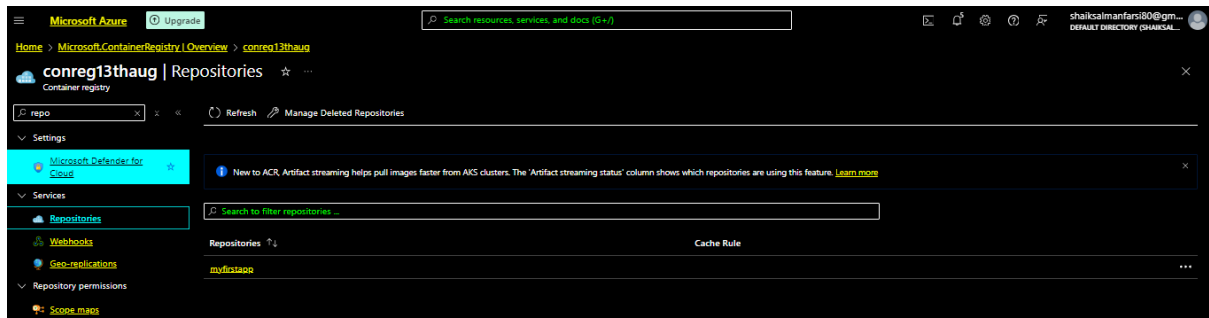 Microsoft Azure
Upgrade
Search resources, services, and docs (G+/)
5
shaiksalmanfarsi80@gm...
DEFAULT DIRECTORY (SHAIKSAL...
Home > Microsoft.ContainerRegistry | Overview > conreg13thaug
conreg13thaug | Repositories
Container registry
repo
Refresh
Manage Deleted Repositories
Settings
Microsoft Defender for
Cloud
New to ACR, Artifact streaming helps pull images faster from AKS clusters. The 'Artifact streaming status' column shows which repositories are using this feature. Learn more
Services
Repositories
Search to filter repositories ...
Webhooks
Repositories
Cache Rule
Geo-replications
myfirstapp
Repository permissions
Scope maps